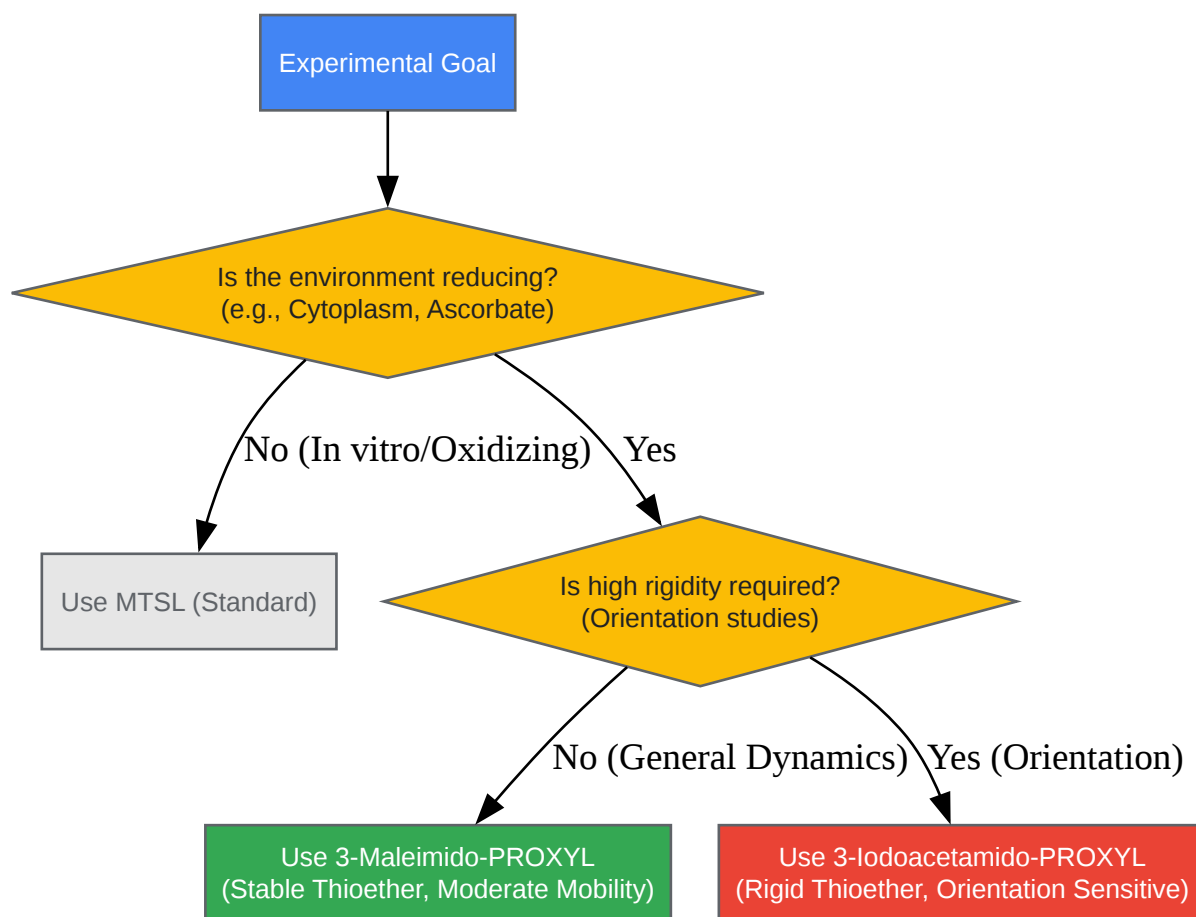 Experimental Goal
Is the environment reducing?
(e.g., Cytoplasm, Ascorbate)
No (In vitro/Oxidizing)
Yes
Use MTSL (Standard)
Is high rigidity required?
(Orientation studies)
No (General Dynamics)
Yes (Orientation)
Use 3-Maleimido-PROXYL
(Stable Thioether, Moderate Mobility)
Use 3-Iodoacetamido-PROXYL
(Rigid Thioether, Orientation Sensitive)